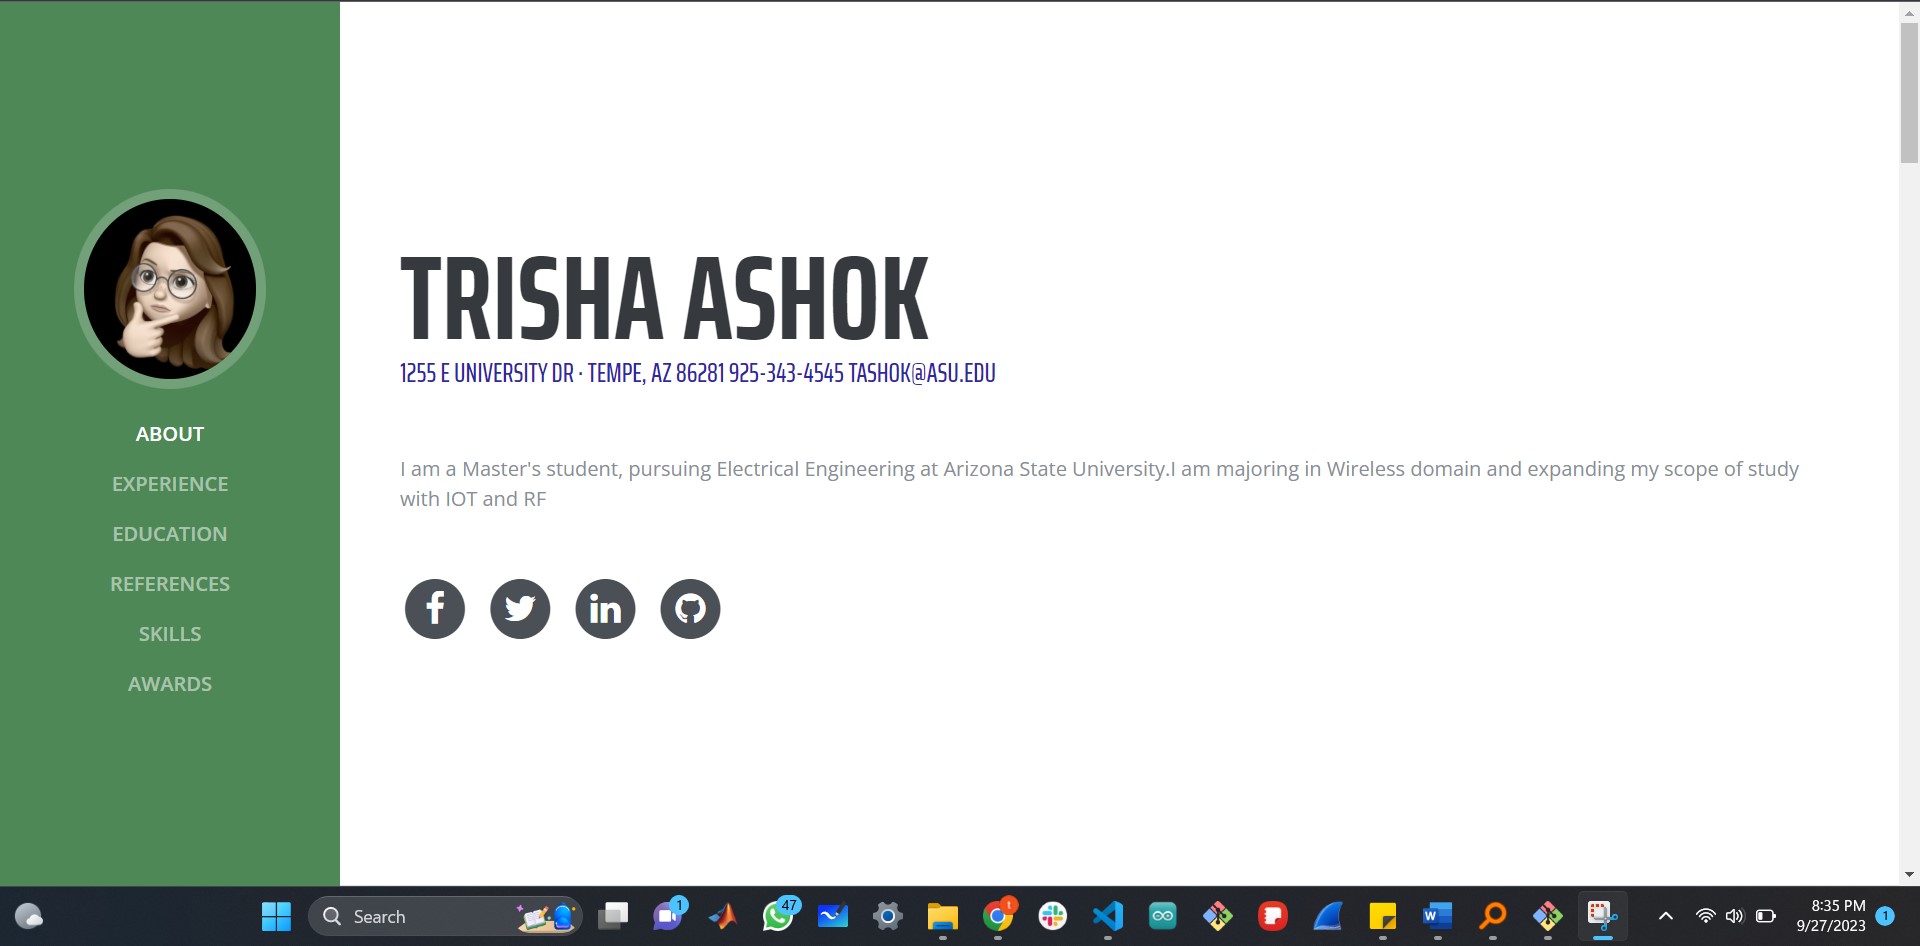 ABOUT
EXPERIENCE
EDUCATION
REFERENCES
SKILLS
AWARDS
TRISHA ASHOK
1255 E UNIVERSITY DR · TEMPE, AZ 86281 925-343-4545 TASHOK@ASU.EDU
I am a Master's student, pursuing Electrical Engineering at Arizona State University.I am majoring in Wireless domain and expanding my scope of study
with IOT and RF
Search
1
47
t
8:35 PM
9/27/2023
1